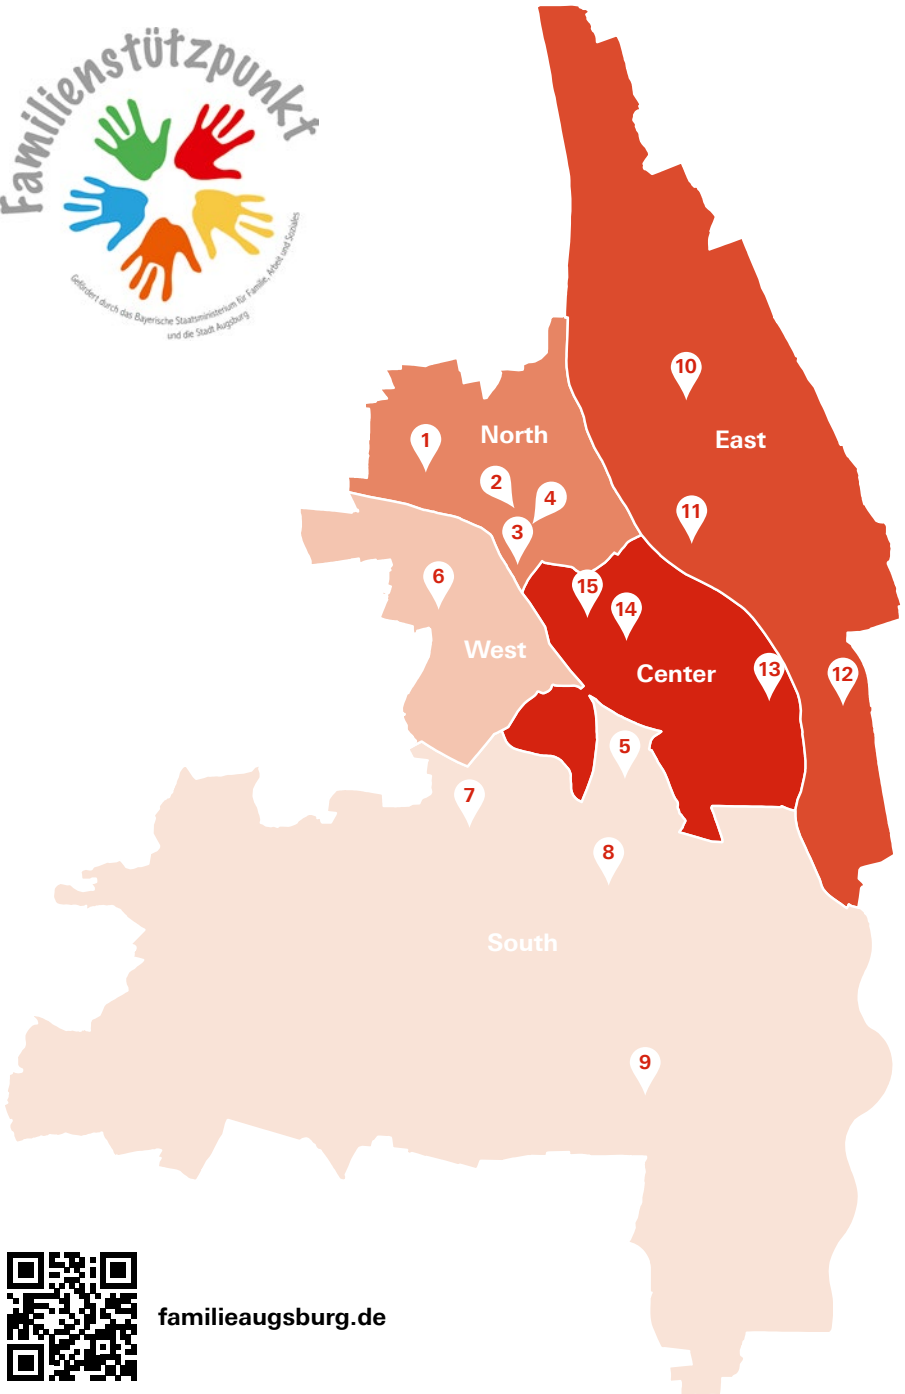 Familienstützpunkt
Gefördert durch das Bayerische Staatsministerium für Familie, Arbeit und Soziales
und die Stadt Augsburg
10
North
East
1
2
4
11
3
6
15
14
West
Center
13
12
5
7
8
South
9
familieaugsburg.de